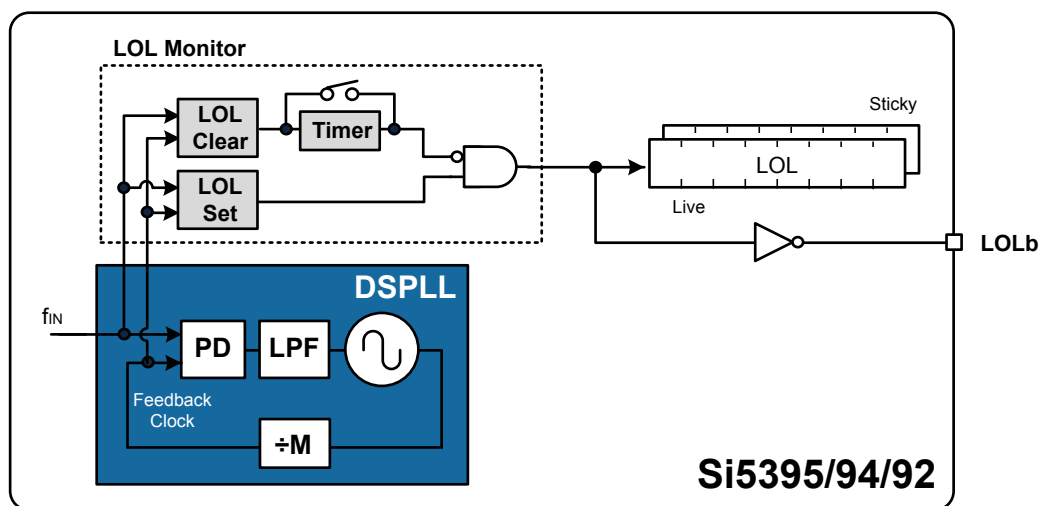 LOL Monitor
LOL
Clear
Timer
LOL
Set
Sticky
LOL
Live
LOLb
DSPLL
fIN
PD
LPF
Feedback
Clock
÷M
Si5395/94/92